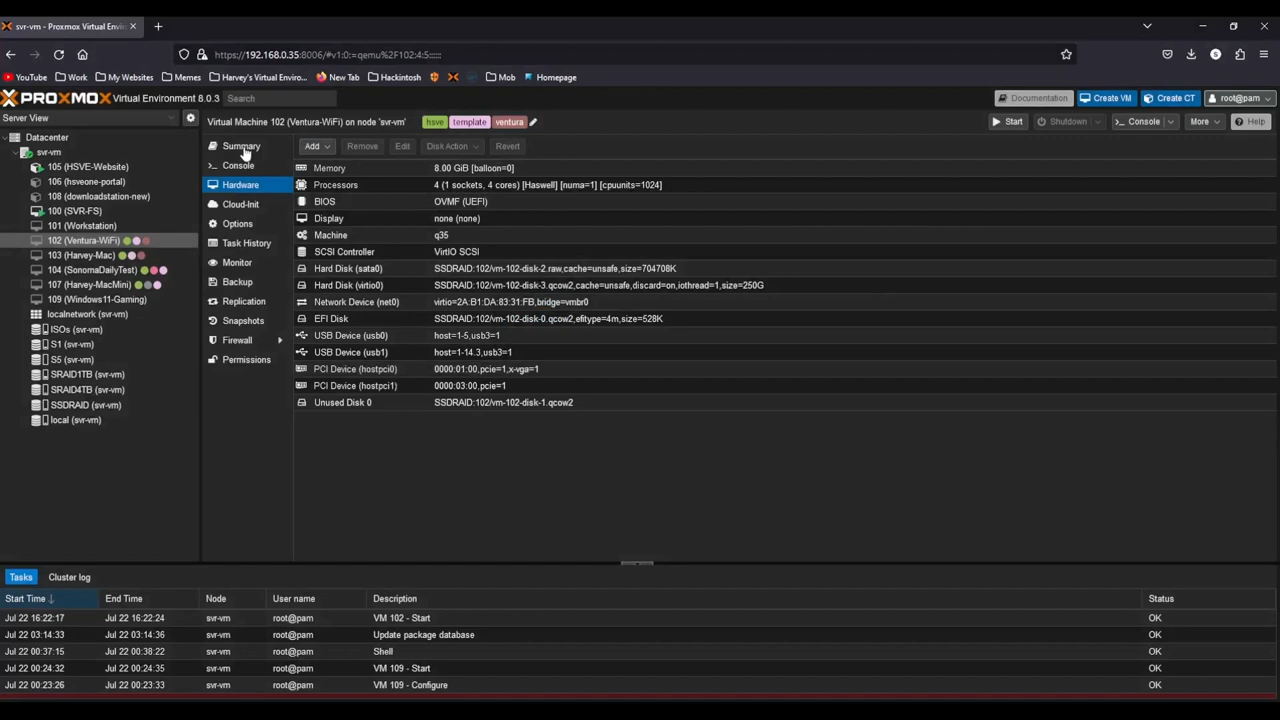 svr-vm - Proxmox Virtual Enviro
https://192.168.0.35:8006/#v1:0:=qemu%2F102:4:5::::::
YouTube Work My Websites Memes Harvey's Virtual Enviro... New Tab Hackintosh Mob Homepage
PROXMOX Virtual Environment 8.0.3 Search Documentation Create VM Create CT root@pam
Server View Virtual Machine 102 (Ventura-WiFi) on node 'svr-vm' hsve template ventura Start Shutdown Console More Help
Datacenter
svr-vm
105 (HSVE-Website)
106 (hsveone-portal)
108 (downloadstation-new)
100 (SVR-FS)
101 (Workstation)
102 (Ventura-WiFi)
103 (Harvey-Mac)
104 (SonomaDailyTest)
107 (Harvey-MacMini)
109 (Windows11-Gaming)
localnetwork (svr-vm)
ISOs (svr-vm)
S1 (svr-vm)
S5 (svr-vm)
SRAID1TB (svr-vm)
SRAID4TB (svr-vm)
SSDRAID (svr-vm)
local (svr-vm)
Summary
Console
Hardware
Cloud-Init
Options
Task History
Monitor
Backup
Replication
Snapshots
Firewall
Permissions
Add Remove Edit Disk Action Revert
Memory 8.00 GiB [balloon=0]
Processors 4 (1 sockets, 4 cores) [Haswell] [numa=1] [cpuunits=1024]
BIOS OVMF (UEFI)
Display none (none)
Machine q35
SCSI Controller VirtIO SCSI
Hard Disk (sata0) SSDRAID:102/vm-102-disk-2.raw,cache=unsafe,size=704708K
Hard Disk (virtio0) SSDRAID:102/vm-102-disk-3.qcow2,cache=unsafe,discard=on,iothread=1,size=250G
Network Device (net0) virtio=2A:B1:DA:83:31:FB,bridge=vmbr0
EFI Disk SSDRAID:102/vm-102-disk-0.qcow2,efitype=4m,size=528K
USB Device (usb0) host=1-5,usb3=1
USB Device (usb1) host=1-14.3,usb3=1
PCI Device (hostpci0) 0000:01:00,pcie=1,x-vga=1
PCI Device (hostpci1) 0000:03:00,pcie=1
Unused Disk 0 SSDRAID:102/vm-102-disk-1.qcow2
Tasks Cluster log
Start Time End Time Node User name Description Status
Jul 22 16:22:17 Jul 22 16:22:24 svr-vm root@pam VM 102 - Start OK
Jul 22 03:14:33 Jul 22 03:14:36 svr-vm root@pam Update package database OK
Jul 22 00:37:15 Jul 22 00:38:22 svr-vm root@pam Shell OK
Jul 22 00:24:32 Jul 22 00:24:35 svr-vm root@pam VM 109 - Start OK
Jul 22 00:23:26 Jul 22 00:23:33 svr-vm root@pam VM 109 - Configure OK